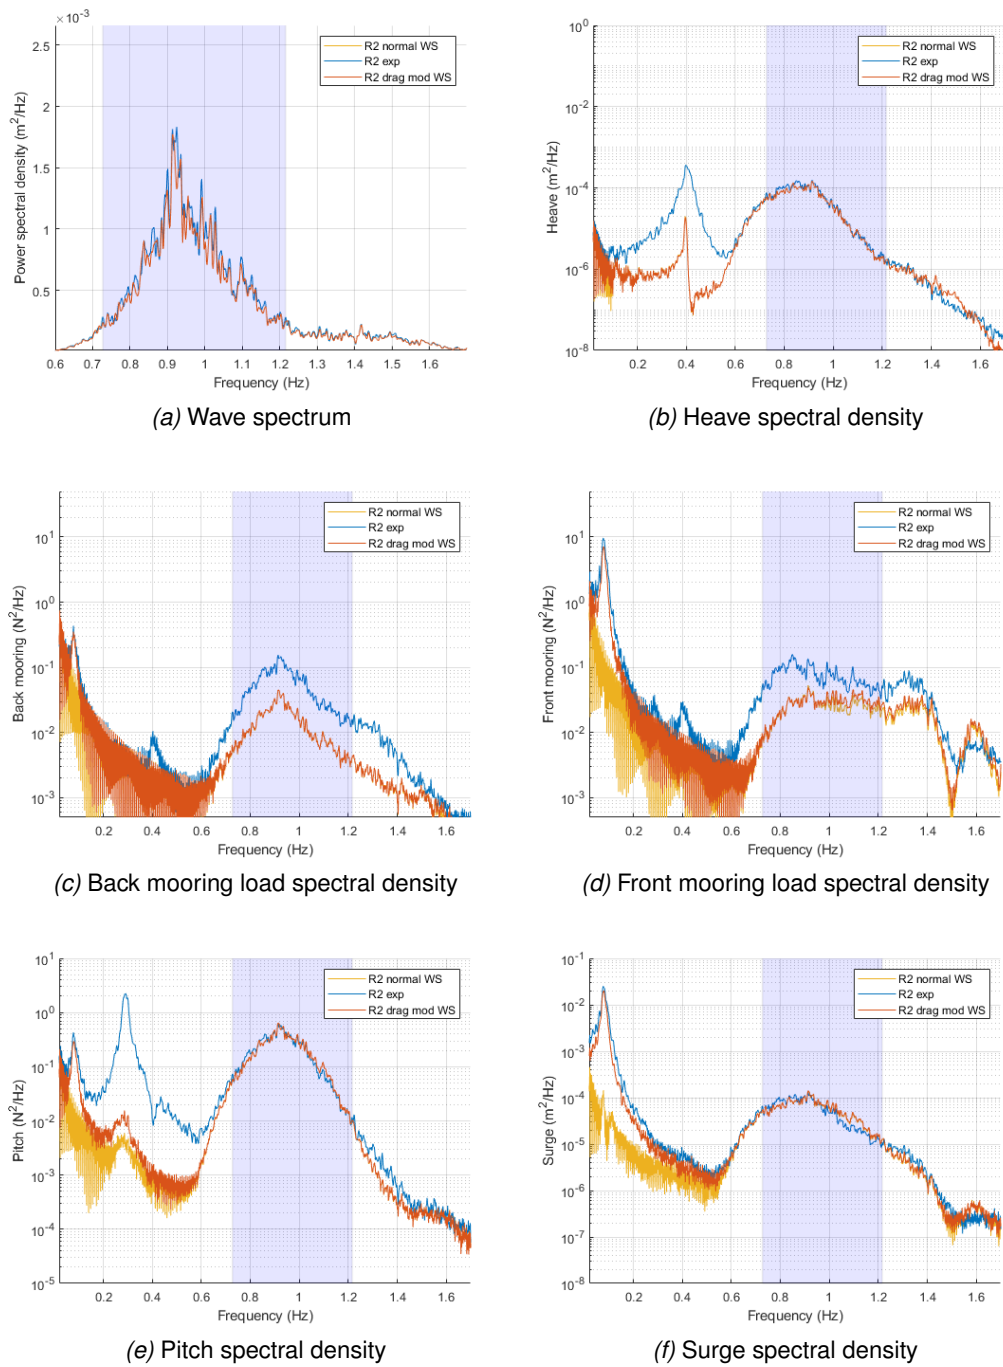 ×10⁻³
2.5
2
1.5
1
0.5
0.6 0.7 0.8 0.9 1 1.1 1.2 1.3 1.4 1.5 1.6
Power spectral density (m²/Hz)
Frequency (Hz)
R2 normal WS
R2 exp
R2 drag mod WS
(a) Wave spectrum
10⁰
10⁻²
10⁻⁴
10⁻⁶
10⁻⁸
0.2 0.4 0.6 0.8 1 1.2 1.4 1.6
Heave (m²/Hz)
Frequency (Hz)
R2 normal WS
R2 exp
R2 drag mod WS
(b) Heave spectral density
10¹
10⁰
10⁻¹
10⁻²
10⁻³
0.2 0.4 0.6 0.8 1 1.2 1.4 1.6
Back mooring (N²/Hz)
Frequency (Hz)
R2 normal WS
R2 exp
R2 drag mod WS
(c) Back mooring load spectral density
10¹
10⁰
10⁻¹
10⁻²
10⁻³
0.2 0.4 0.6 0.8 1 1.2 1.4 1.6
Front mooring (N²/Hz)
Frequency (Hz)
R2 normal WS
R2 exp
R2 drag mod WS
(d) Front mooring load spectral density
10¹
10⁰
10⁻¹
10⁻²
10⁻³
10⁻⁴
10⁻⁵
0.2 0.4 0.6 0.8 1 1.2 1.4 1.6
Pitch (N²/Hz)
Frequency (Hz)
R2 normal WS
R2 exp
R2 drag mod WS
(e) Pitch spectral density
10⁻¹
10⁻²
10⁻³
10⁻⁴
10⁻⁵
10⁻⁶
10⁻⁷
10⁻⁸
0.2 0.4 0.6 0.8 1 1.2 1.4 1.6
Surge (m²/Hz)
Frequency (Hz)
R2 normal WS
R2 exp
R2 drag mod WS
(f) Surge spectral density